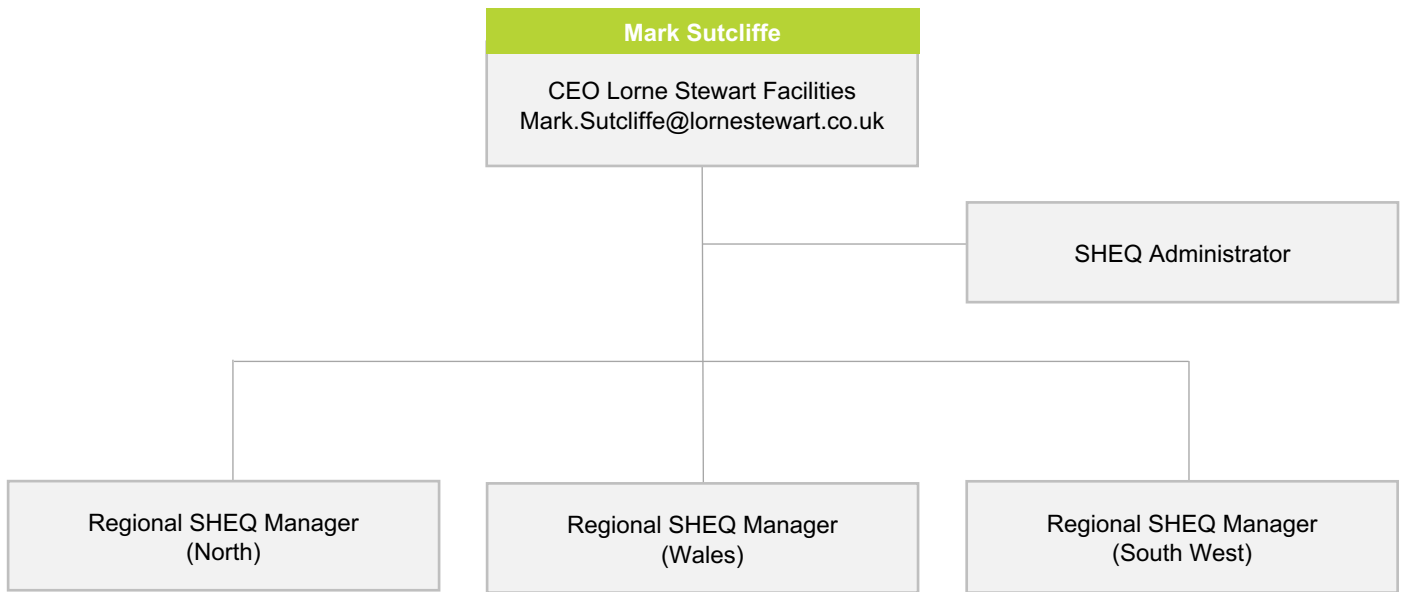 Mark Sutcliffe
CEO Lorne Stewart Facilities
Mark.Sutcliffe@lornestewart.co.uk
SHEQ Administrator
Regional SHEQ Manager
(North)
Regional SHEQ Manager
(Wales)
Regional SHEQ Manager
(South West)